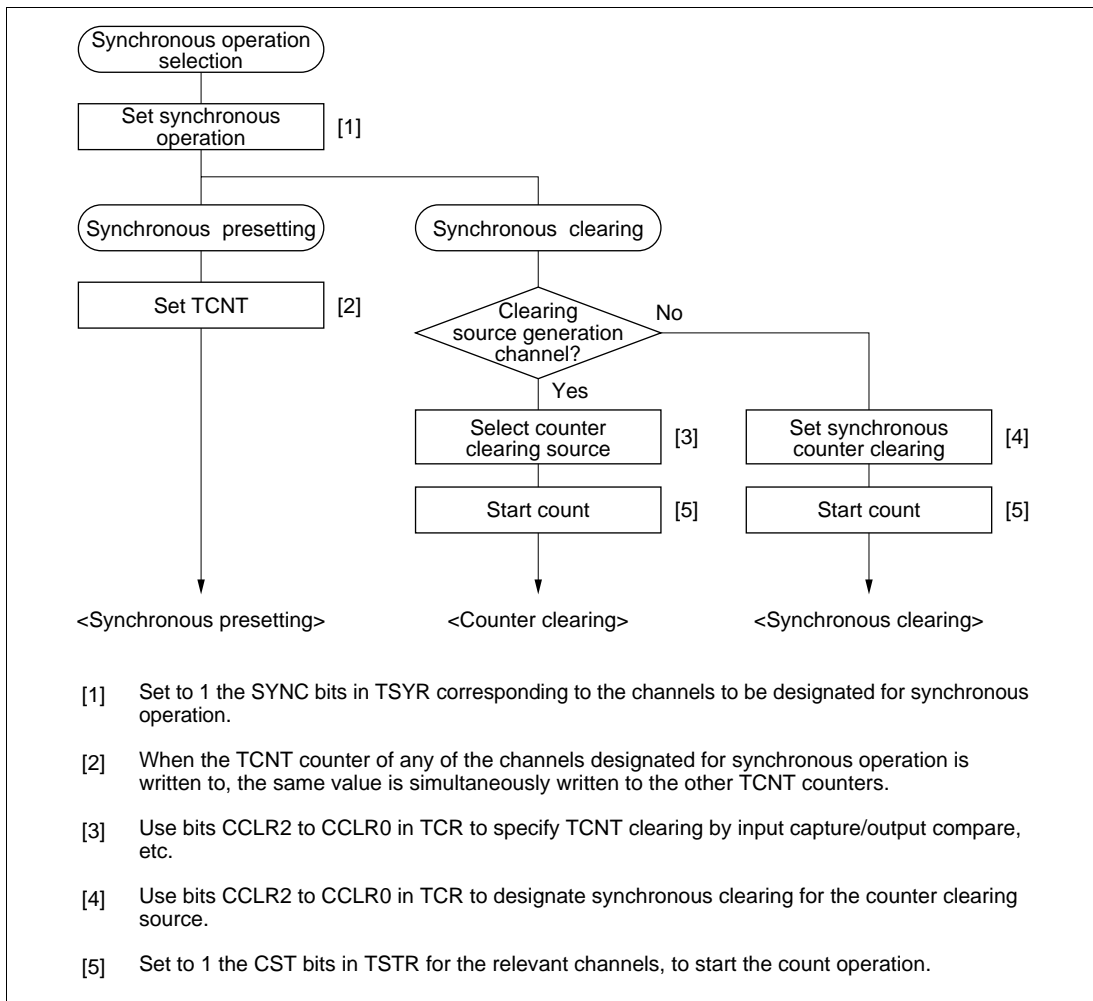 Synchronous operation
selection
Set synchronous
operation
[1]
Synchronous presetting
Synchronous clearing
Set TCNT
[2]
Clearing
source generation
channel?
No
Yes
Select counter
clearing source
[3]
Set synchronous
counter clearing
[4]
Start count
[5]
Start count
[5]
<Synchronous presetting>
<Counter clearing>
<Synchronous clearing>
[1] Set to 1 the SYNC bits in TSYR corresponding to the channels to be designated for synchronous
operation.
[2] When the TCNT counter of any of the channels designated for synchronous operation is
written to, the same value is simultaneously written to the other TCNT counters.
[3] Use bits CCLR2 to CCLR0 in TCR to specify TCNT clearing by input capture/output compare,
etc.
[4] Use bits CCLR2 to CCLR0 in TCR to designate synchronous clearing for the counter clearing
source.
[5] Set to 1 the CST bits in TSTR for the relevant channels, to start the count operation.